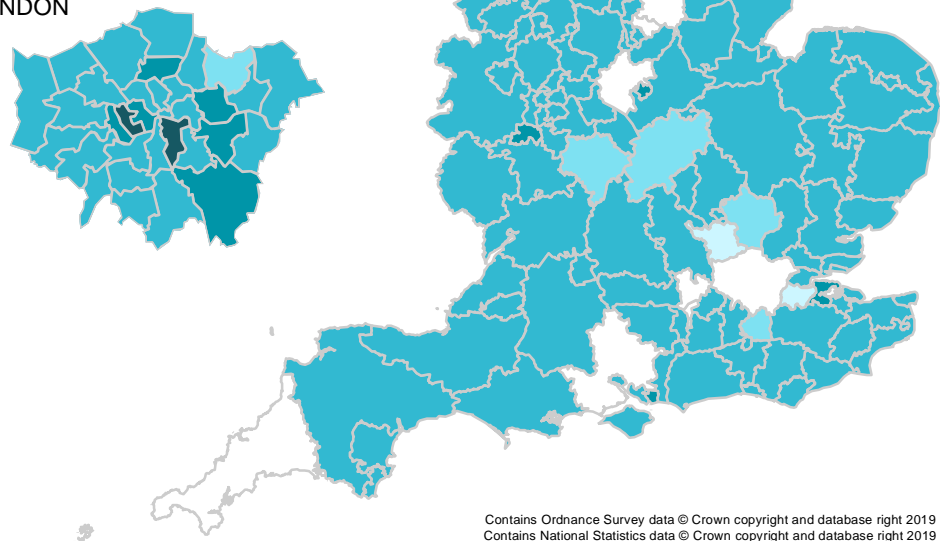 NDON
Contains Ordnance Survey data © Crown copyright and database right 2019
Contains National Statistics data © Crown copyright and database right 2019